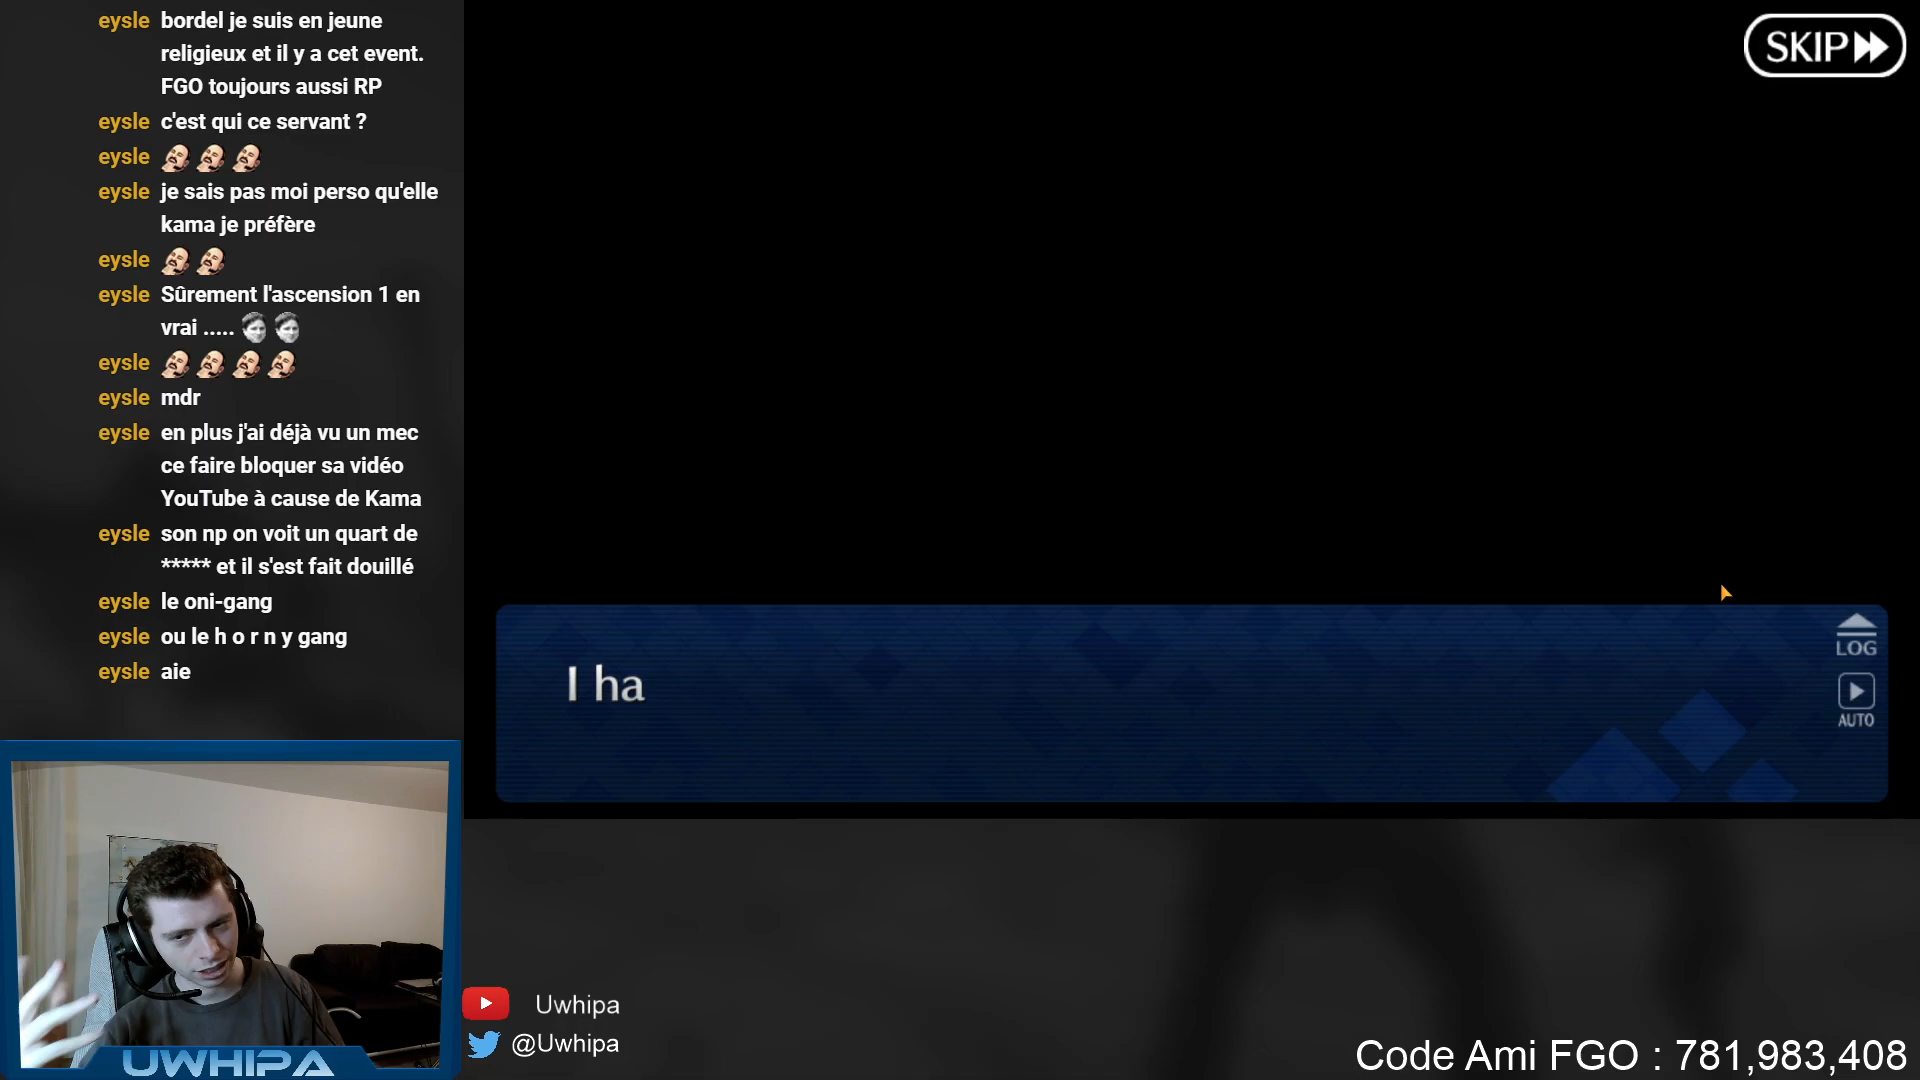 eysle bordel je suis en jeune
religieux et il y a cet event.
FGO toujours aussi RP
eysle c'est qui ce servant ?
eysle
eysle je sais pas moi perso qu'elle
kama je préfère
eysle
eysle Sûrement l'ascension 1 en
vrai .....
eysle
eysle mdr
eysle en plus j'ai déjà vu un mec
ce faire bloquer sa vidéo
YouTube à cause de Kama
eysle son np on voit un quart de
***** et il s'est fait douillé
eysle le oni-gang
eysle ou le h o r n y gang
eysle aie
SKIP
I ha
LOG
AUTO
UWHIPA
Uwhipa
@Uwhipa
Code Ami FGO : 781,983,408